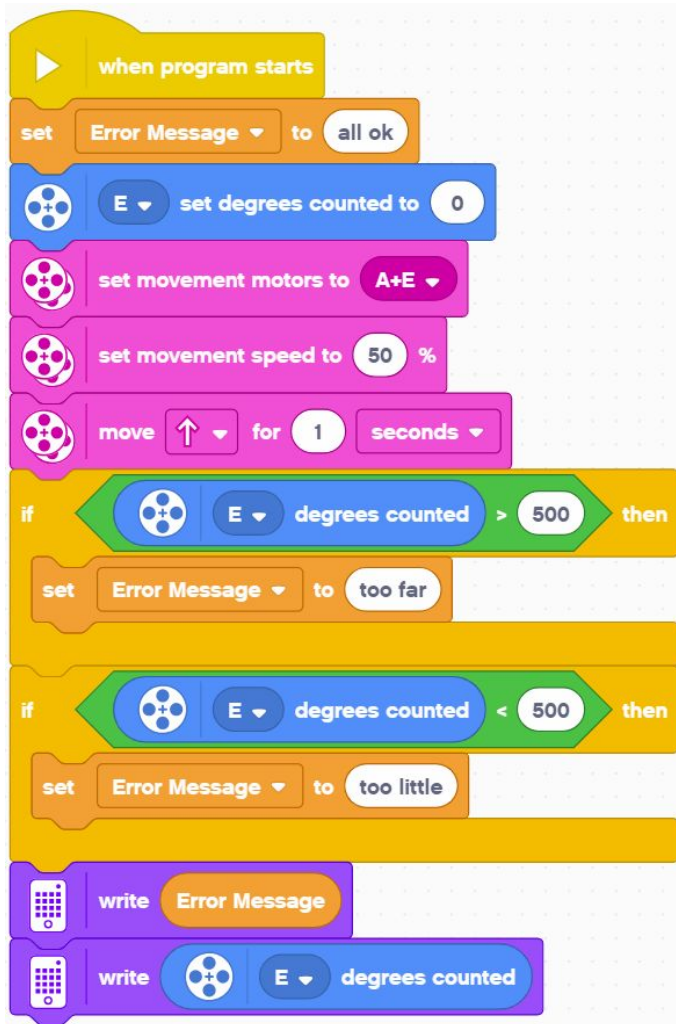 when program starts
set Error Message to all ok
E set degrees counted to 0
set movement motors to A+E
set movement speed to 50 %
move for 1 seconds
if E degrees counted > 500 then
set Error Message to too far
if E degrees counted < 500 then
set Error Message to too little
write Error Message
write E degrees counted